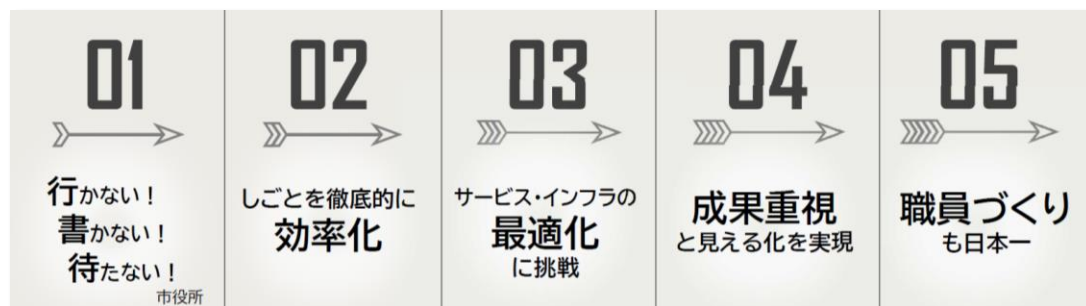 01
行かない！
書かない！
待たない！
市役所
02
しごとを徹底的に
効率化
03
サービス・インフラの
最適化
に挑戦
04
成果重視
と見える化を実現
05
職員づくり
も日本一